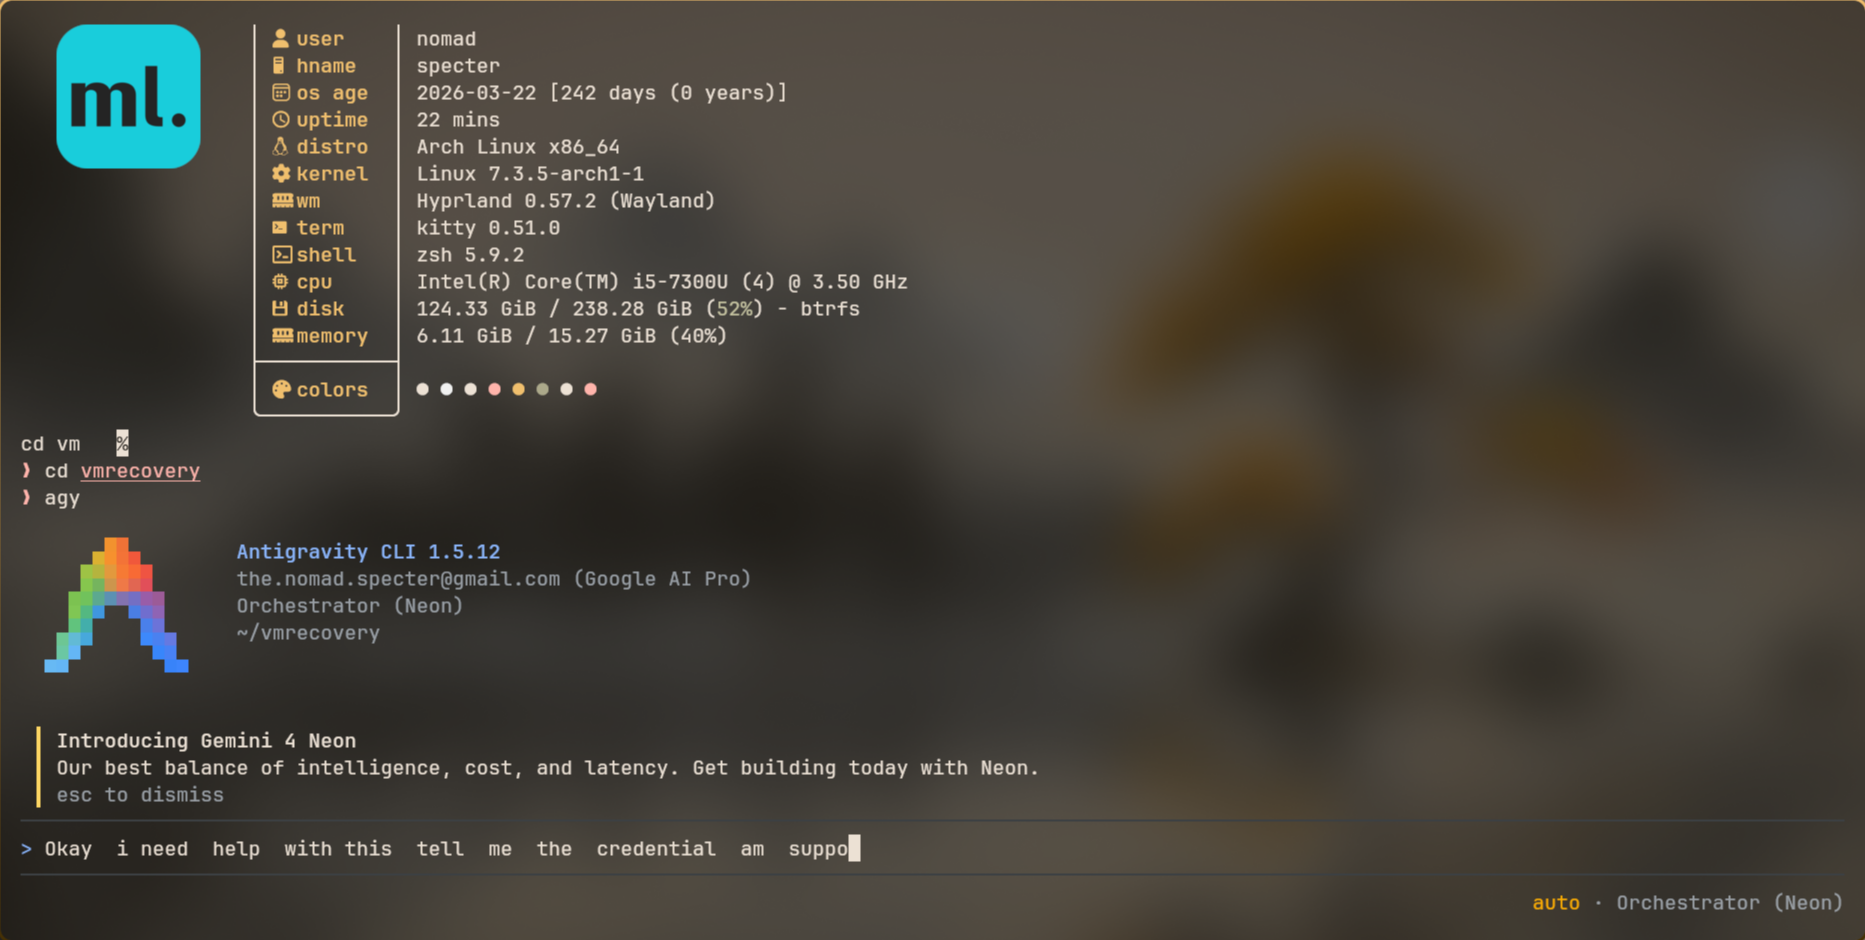 ml.
user nomad
hname specter
os age 2026-03-22 [242 days (0 years)]
uptime 22 mins
distro Arch Linux x86_64
kernel Linux 7.3.5-arch1-1
wm Hyprland 0.57.2 (Wayland)
term kitty 0.51.0
shell zsh 5.9.2
cpu Intel(R) Core(TM) i5-7300U (4) @ 3.50 GHz
disk 124.33 GiB / 238.28 GiB (52%) - btrfs
memory 6.11 GiB / 15.27 GiB (40%)
colors
cd vm   %
❯ cd vmrecovery
❯ agy
Antigravity CLI 1.5.12
the.nomad.specter@gmail.com (Google AI Pro)
Orchestrator (Neon)
~/vmrecovery
Introducing Gemini 4 Neon
Our best balance of intelligence, cost, and latency. Get building today with Neon.
esc to dismiss
> Okay  i need  help  with this  tell  me  the  credential  am  suppo
auto · Orchestrator (Neon)